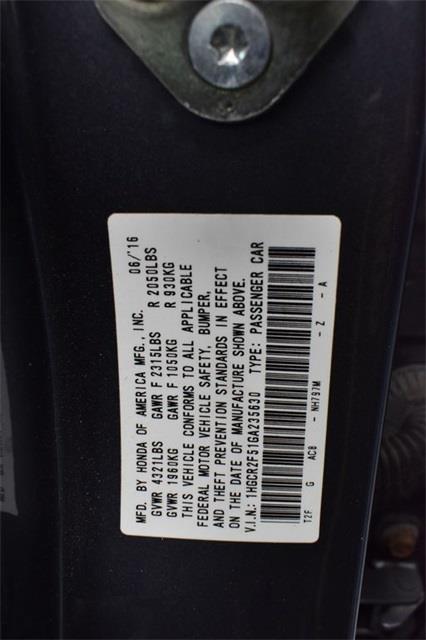 MFD. BY HONDA OF AMERICA MFG., INC. 06/'16
GVWR 4321LBS GAWR F 2315LBS R 2050LBS
GVWR 1960KG GAWR F 1050KG R 930KG
THIS VEHICLE CONFORMS TO ALL APPLICABLE
FEDERAL MOTOR VEHICLE SAFETY, BUMPER,
AND THEFT PREVENTION STANDARDS IN EFFECT
ON THE DATE OF MANUFACTURE SHOWN ABOVE.
V.I.N.: 1HGCR2F51GA235630 TYPE: PASSENGER CAR
T2F G AC8 - NH797M - Z - A